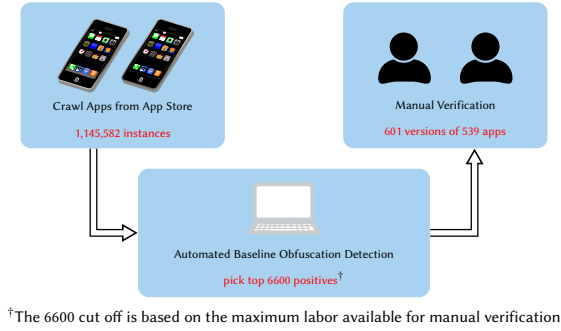 Crawl Apps from App Store
1,145,582 instances
Manual Verification
601 versions of 539 apps
Automated Baseline Obfuscation Detection
pick top 6600 positives†
†The 6600 cut off is based on the maximum labor available for manual verification